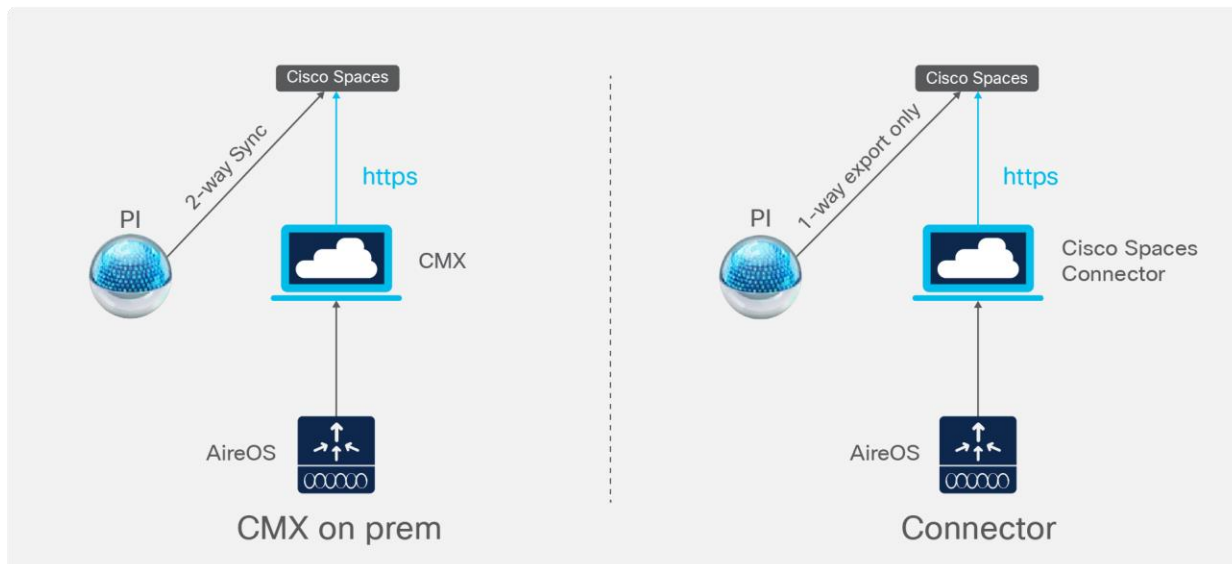 Cisco Spaces
2-way Sync
https
PI
CMX
AireOS
CMX on prem
Cisco Spaces
1-way export only
https
PI
Cisco Spaces
Connector
AireOS
Connector